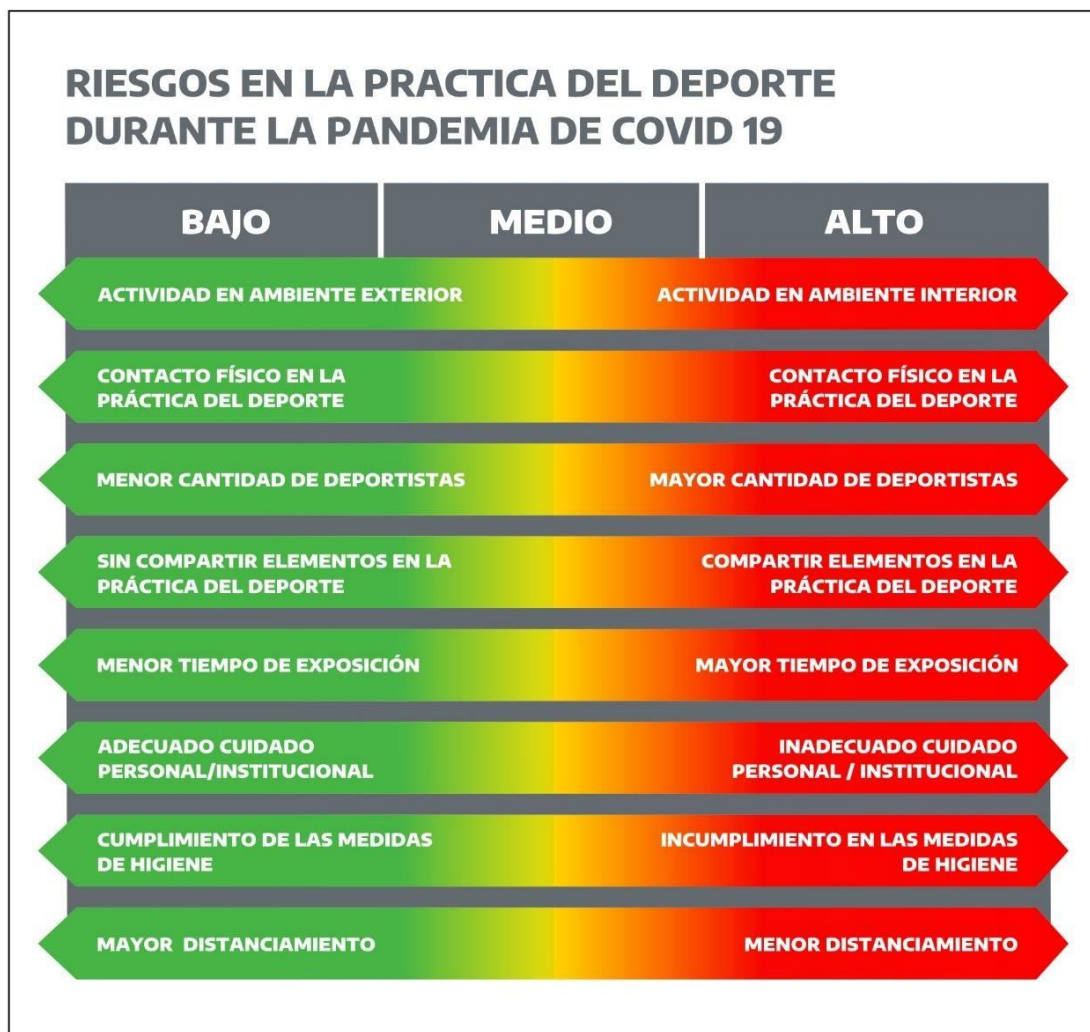 RIESGOS EN LA PRACTICA DEL DEPORTE
DURANTE LA PANDEMIA DE COVID 19
BAJO
MEDIO
ALTO
ACTIVIDAD EN AMBIENTE EXTERIOR
ACTIVIDAD EN AMBIENTE INTERIOR
CONTACTO FÍSICO EN LA
PRÁCTICA DEL DEPORTE
CONTACTO FÍSICO EN LA
PRÁCTICA DEL DEPORTE
MENOR CANTIDAD DE DEPORTISTAS
MAYOR CANTIDAD DE DEPORTISTAS
SIN COMPARTIR ELEMENTOS EN LA
PRÁCTICA DEL DEPORTE
COMPARTIR ELEMENTOS EN LA
PRÁCTICA DEL DEPORTE
MENOR TIEMPO DE EXPOSICIÓN
MAYOR TIEMPO DE EXPOSICIÓN
ADECUADO CUIDADO
PERSONAL/INSTITUCIONAL
INADECUADO CUIDADO
PERSONAL / INSTITUCIONAL
CUMPLIMIENTO DE LAS MEDIDAS
DE HIGIENE
INCUMPLIMIENTO EN LAS MEDIDAS
DE HIGIENE
MAYOR DISTANCIAMIENTO
MENOR DISTANCIAMIENTO